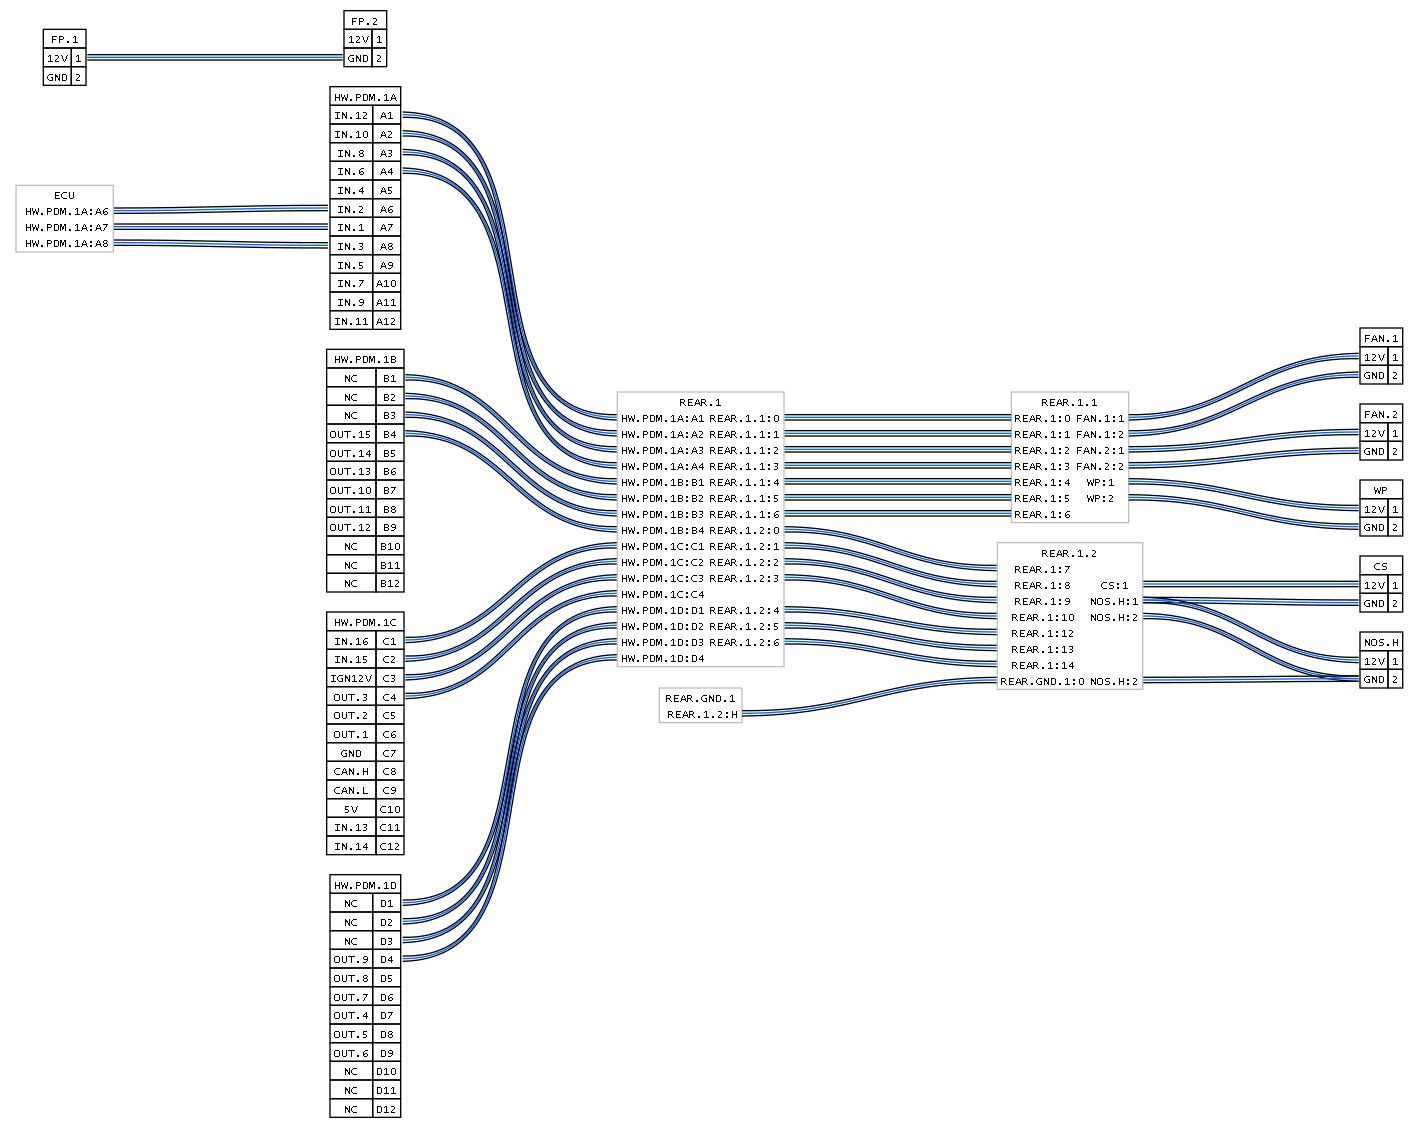 FP.1
12V 1
GND 2
FP.2
12V 1
GND 2
HW.PDM.1A
IN.12 A1
IN.10 A2
IN.8 A3
IN.6 A4
IN.4 A5
IN.2 A6
IN.1 A7
IN.3 A8
IN.5 A9
IN.7 A10
IN.9 A11
IN.11 A12
ECU
HW.PDM.1A:A6
HW.PDM.1A:A7
HW.PDM.1A:A8
HW.PDM.1B
NC B1
NC B2
NC B3
OUT.15 B4
OUT.14 B5
OUT.13 B6
OUT.10 B7
OUT.11 B8
OUT.12 B9
NC B10
NC B11
NC B12
HW.PDM.1C
IN.16 C1
IN.15 C2
IGN12V C3
OUT.3 C4
OUT.2 C5
OUT.1 C6
GND C7
CAN.H C8
CAN.L C9
5V C10
IN.13 C11
IN.14 C12
HW.PDM.1D
NC D1
NC D2
NC D3
OUT.9 D4
OUT.8 D5
OUT.7 D6
OUT.4 D7
OUT.5 D8
OUT.6 D9
NC D10
NC D11
NC D12
REAR.1
HW.PDM.1A:A1 REAR.1.1:0
HW.PDM.1A:A2 REAR.1.1:1
HW.PDM.1A:A3 REAR.1.1:2
HW.PDM.1A:A4 REAR.1.1:3
HW.PDM.1B:B1 REAR.1.1:4
HW.PDM.1B:B2 REAR.1.1:5
HW.PDM.1B:B3 REAR.1.1:6
HW.PDM.1B:B4 REAR.1.2:0
HW.PDM.1C:C1 REAR.1.2:1
HW.PDM.1C:C2 REAR.1.2:2
HW.PDM.1C:C3 REAR.1.2:3
HW.PDM.1C:C4
HW.PDM.1D:D1 REAR.1.2:4
HW.PDM.1D:D2 REAR.1.2:5
HW.PDM.1D:D3 REAR.1.2:6
HW.PDM.1D:D4
REAR.GND.1
REAR.1.2:H
REAR.1.1
REAR.1:0 FAN.1:1
REAR.1:1 FAN.1:2
REAR.1:2 FAN.2:1
REAR.1:3 FAN.2:2
REAR.1:4 WP:1
REAR.1:5 WP:2
REAR.1:6
REAR.1.2
REAR.1:7
REAR.1:8 CS:1
REAR.1:9 NOS.H:1
REAR.1:10 NOS.H:2
REAR.1:12
REAR.1:13
REAR.1:14
REAR.GND.1:0 NOS.H:2
FAN.1
12V 1
GND 2
FAN.2
12V 1
GND 2
WP
12V 1
GND 2
CS
12V 1
GND 2
NOS.H
12V 1
GND 2